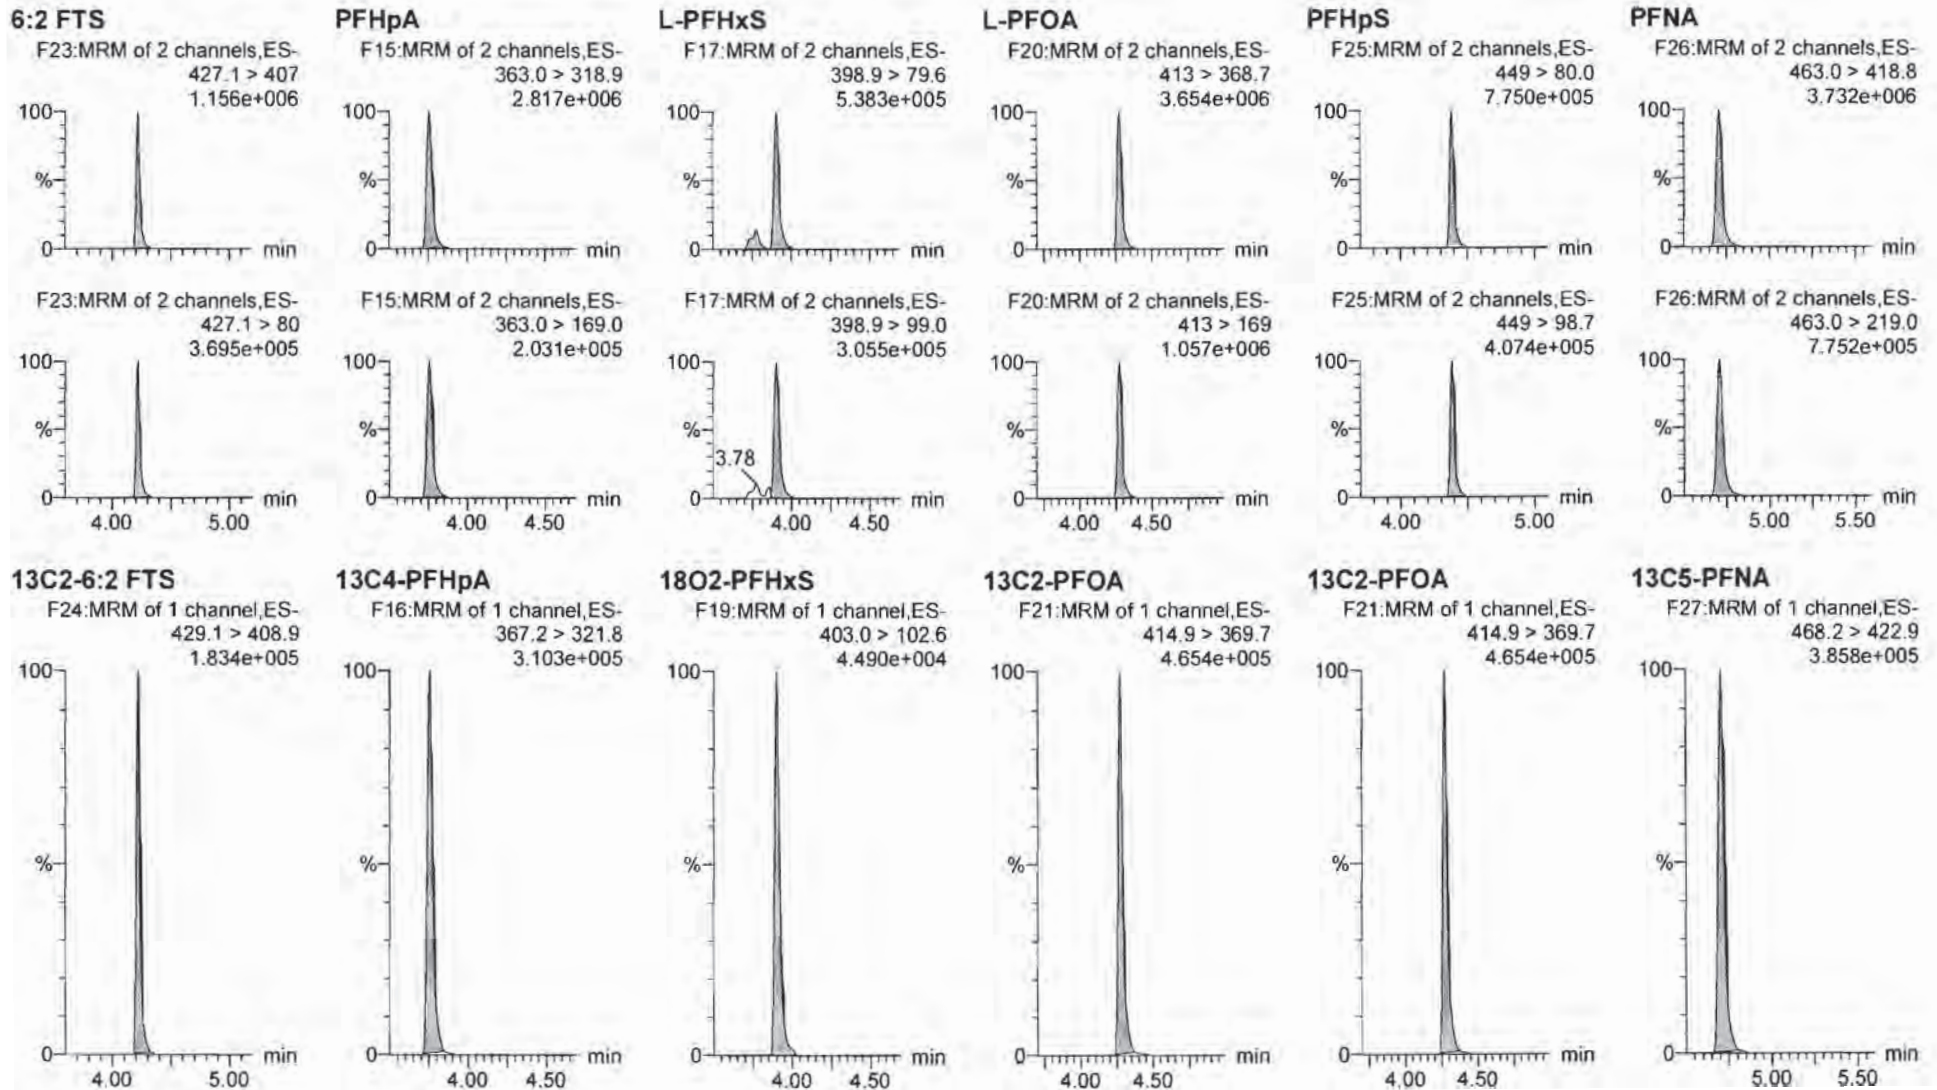 6:2 FTS
F23:MRM of 2 channels,ES-
427.1 > 407
1.156e+006
100
%
0
min
PFHpA
F15:MRM of 2 channels,ES-
363.0 > 318.9
2.817e+006
100
%
0
min
L-PFHxS
F17:MRM of 2 channels,ES-
398.9 > 79.6
5.383e+005
100
%
0
min
L-PFOA
F20:MRM of 2 channels,ES-
413 > 368.7
3.654e+006
100
%
0
min
PFHpS
F25:MRM of 2 channels,ES-
449 > 80.0
7.750e+005
100
%
0
min
PFNA
F26:MRM of 2 channels,ES-
463.0 > 418.8
3.732e+006
100
%
0
min
F23:MRM of 2 channels,ES-
427.1 > 80
3.695e+005
100
%
0
min
4.00 5.00
F15:MRM of 2 channels,ES-
363.0 > 169.0
2.031e+005
100
%
0
min
4.00 4.50
F17:MRM of 2 channels,ES-
398.9 > 99.0
3.055e+005
100
%
3.78
0
min
4.00 4.50
F20:MRM of 2 channels,ES-
413 > 169
1.057e+006
100
%
0
min
4.00 4.50
F25:MRM of 2 channels,ES-
449 > 98.7
4.074e+005
100
%
0
min
4.00 5.00
F26:MRM of 2 channels,ES-
463.0 > 219.0
7.752e+005
100
%
0
min
5.00 5.50
13C2-6:2 FTS
F24:MRM of 1 channel,ES-
429.1 > 408.9
1.834e+005
100
%
0
min
4.00 5.00
13C4-PFHpA
F16:MRM of 1 channel,ES-
367.2 > 321.8
3.103e+005
100
%
0
min
4.00 4.50
18O2-PFHxS
F19:MRM of 1 channel,ES-
403.0 > 102.6
4.490e+004
100
%
0
min
4.00 4.50
13C2-PFOA
F21:MRM of 1 channel,ES-
414.9 > 369.7
4.654e+005
100
%
0
min
4.00 4.50
13C2-PFOA
F21:MRM of 1 channel,ES-
414.9 > 369.7
4.654e+005
100
%
0
min
4.00 4.50
13C5-PFNA
F27:MRM of 1 channel,ES-
468.2 > 422.9
3.858e+005
100
%
0
min
5.00 5.50